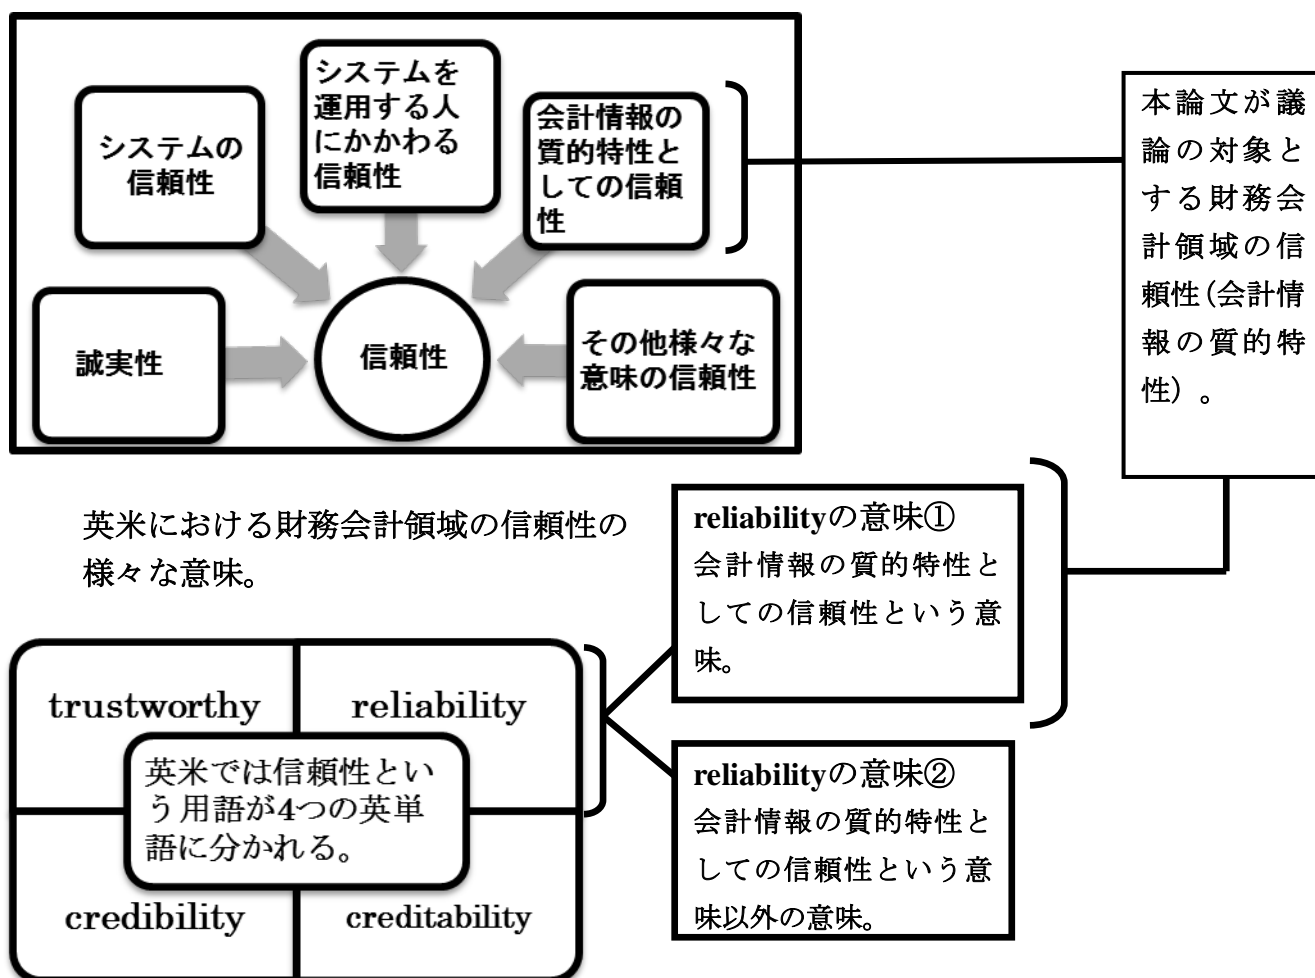 システムの
信頼性
システムを
運用する人
にかかわる
信頼性
会計情報の
質的特性と
しての信頼
性
誠実性
信頼性
その他様々な
意味の信頼性
本論文が議
論の対象と
する財務会
計領域の信
頼性(会計情
報の質的特
性)。
英米における財務会計領域の信頼性の
様々な意味。
reliabilityの意味①
会計情報の質的特性と
しての信頼性という意
味。
trustworthy
reliability
英米では信頼性とい
う用語が4つの英単
語に分かれる。
credibility
creditability
reliabilityの意味②
会計情報の質的特性と
しての信頼性という意
味以外の意味。